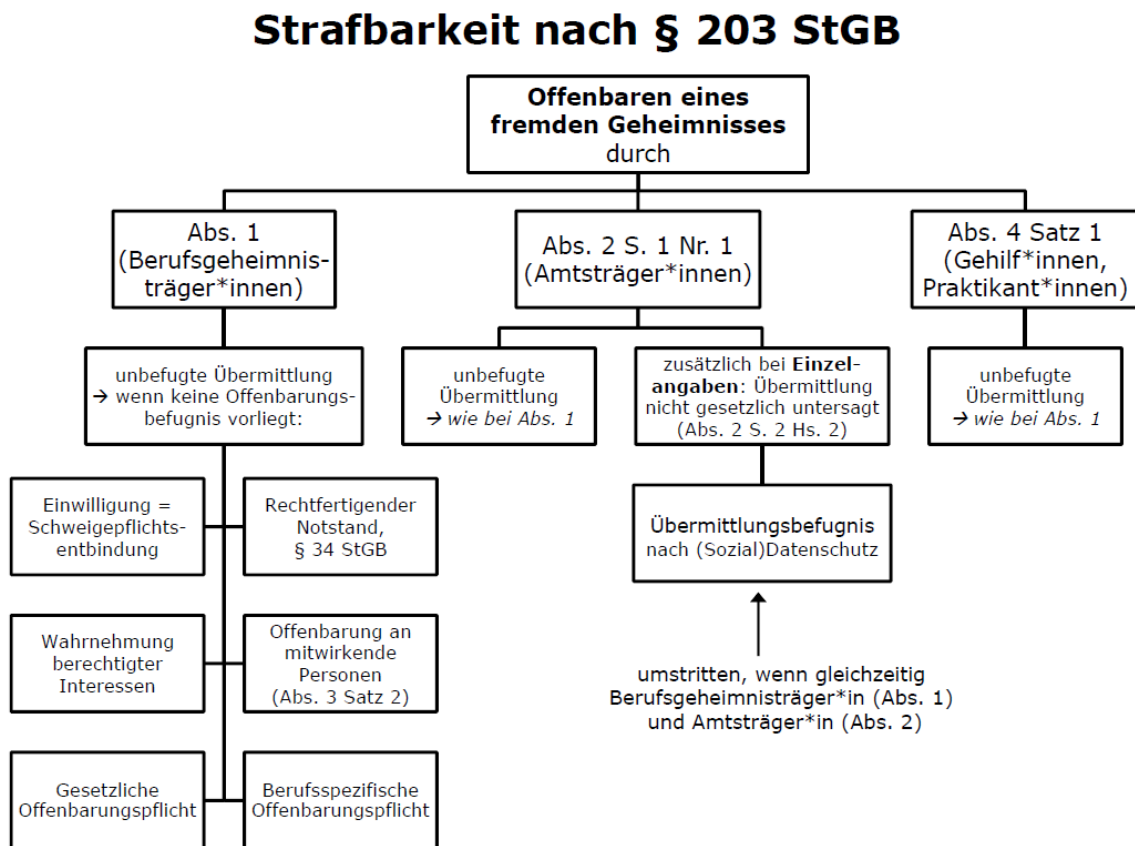 Strafbarkeit nach § 203 StGB
Offenbaren eines
fremden Geheimnisses
durch
Abs. 1
(Berufsgeheimnis-
träger*innen)
Abs. 2 S. 1 Nr. 1
(Amtsträger*innen)
Abs. 4 Satz 1
(Gehilf*innen,
Praktikant*innen)
unbefugte Übermittlung
→ wenn keine Offenbarungs-
befugnis vorliegt:
unbefugte
Übermittlung
→ wie bei Abs. 1
zusätzlich bei Einzel-
angaben: Übermittlung
nicht gesetzlich untersagt
(Abs. 2 S. 2 Hs. 2)
unbefugte
Übermittlung
→ wie bei Abs. 1
Einwilligung =
Schweigepflichts-
entbindung
Rechtfertigender
Notstand,
§ 34 StGB
Übermittlungsbefugnis
nach (Sozial)Datenschutz
Wahrnehmung
berechtigter
Interessen
Offenbarung an
mitwirkende
Personen
(Abs. 3 Satz 2)
umstritten, wenn gleichzeitig
Berufsgeheimnisträger*in (Abs. 1)
und Amtsträger*in (Abs. 2)
Gesetzliche
Offenbarungspflicht
Berufsspezifische
Offenbarungspflicht